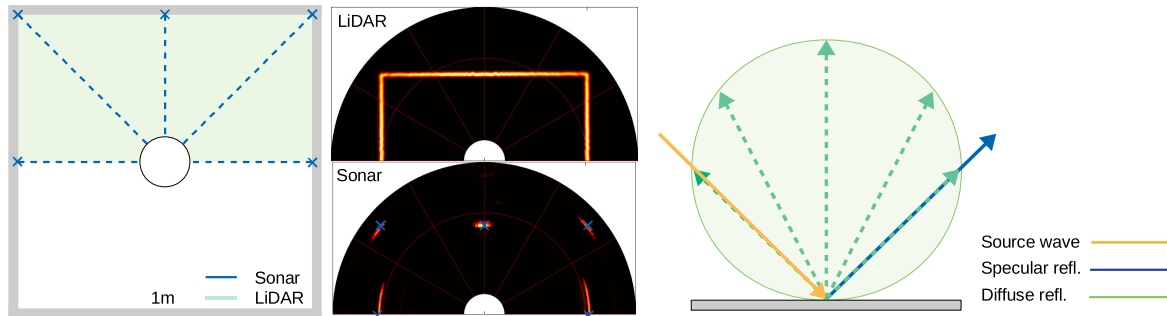 Sonar
1m
LiDAR
LiDAR
Sonar
Source wave
Specular refl.
Diffuse refl.